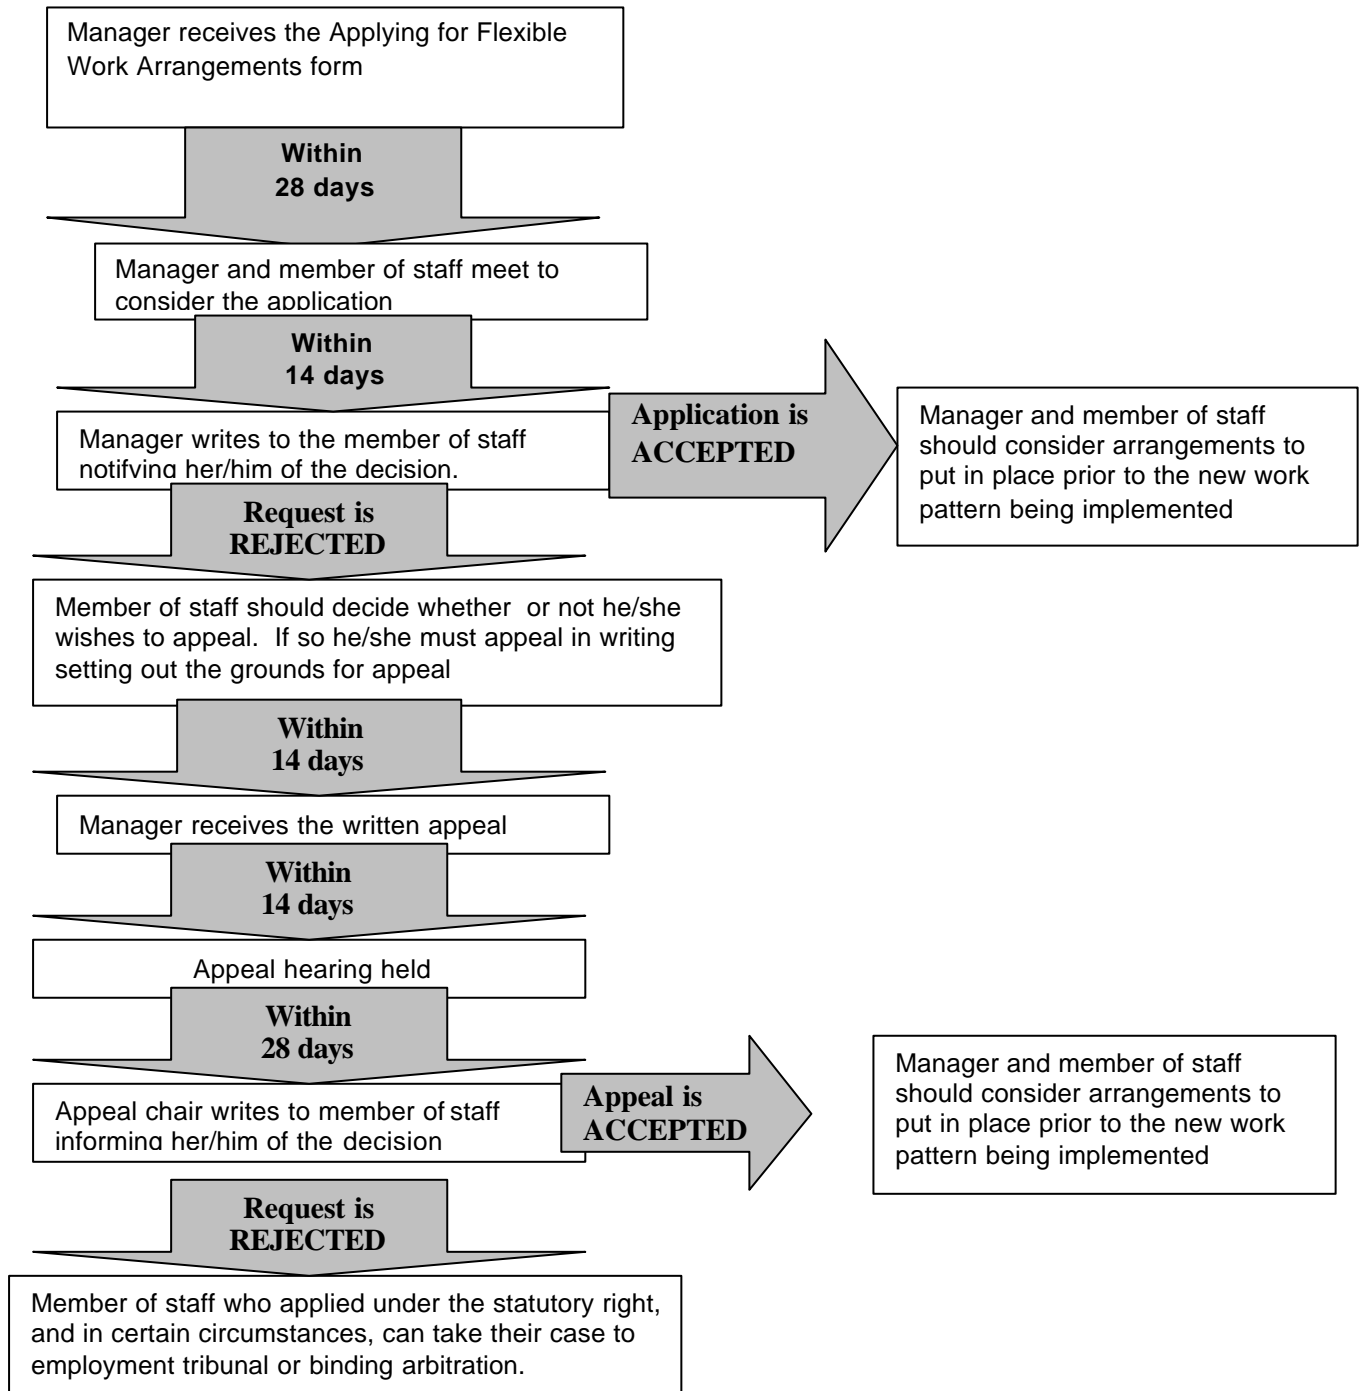 Manager receives the Applying for Flexible
Work Arrangements form
Within
28 days
Manager and member of staff meet to
consider the application
Within
14 days
Manager writes to the member of staff
notifying her/him of the decision.
Application is
ACCEPTED
Manager and member of staff
should consider arrangements to
put in place prior to the new work
pattern being implemented
Request is
REJECTED
Member of staff should decide whether or not he/she
wishes to appeal. If so he/she must appeal in writing
setting out the grounds for appeal
Within
14 days
Manager receives the written appeal
Within
14 days
Appeal hearing held
Within
28 days
Appeal chair writes to member of staff
informing her/him of the decision
Appeal is
ACCEPTED
Manager and member of staff
should consider arrangements to
put in place prior to the new work
pattern being implemented
Request is
REJECTED
Member of staff who applied under the statutory right,
and in certain circumstances, can take their case to
employment tribunal or binding arbitration.